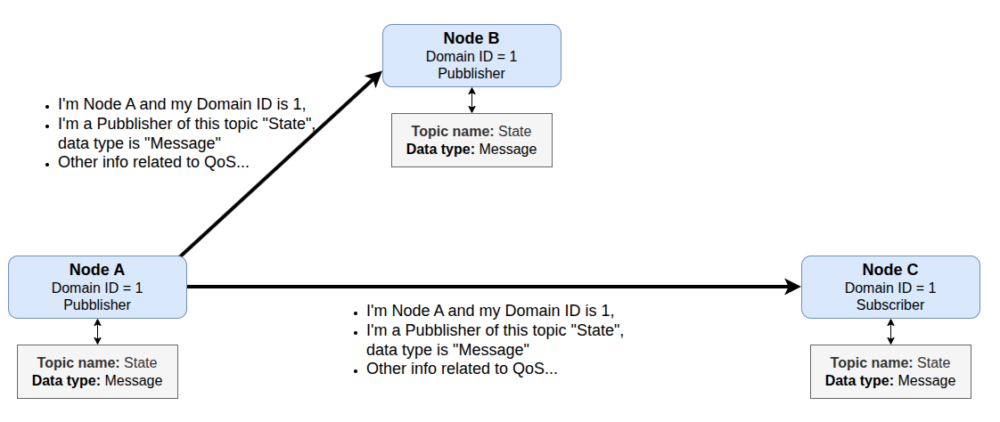 Node B
Domain ID = 1
Pubblisher
Topic name: State
Data type: Message
• I'm Node A and my Domain ID is 1,
• I'm a Pubblisher of this topic "State",
data type is "Message"
• Other info related to QoS...
Node A
Domain ID = 1
Pubblisher
Topic name: State
Data type: Message
• I'm Node A and my Domain ID is 1,
• I'm a Pubblisher of this topic "State",
data type is "Message"
• Other info related to QoS...
Node C
Domain ID = 1
Subscriber
Topic name: State
Data type: Message